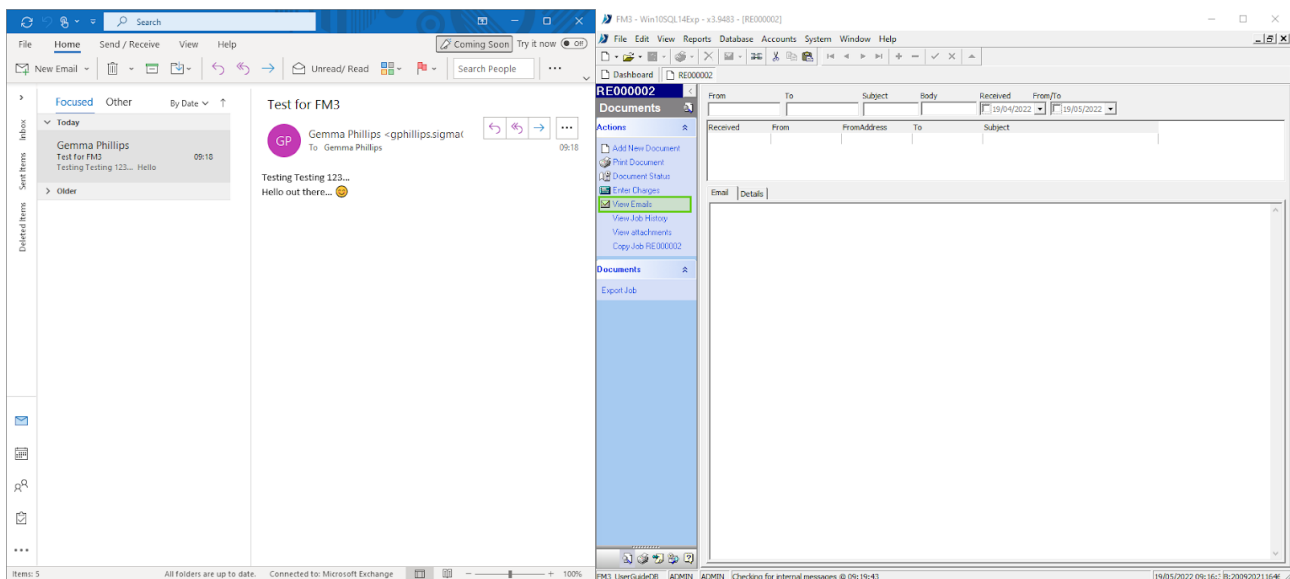 Search
File Home Send / Receive View Help
Coming Soon Try it now Off
New Email
Unread/ Read
Search People
Inbox
Sent Items
Deleted Items
Focused Other By Date
Today
Gemma Phillips
Test for FM3 09:18
Testing Testing 123... Hello
Older
Test for FM3
GP
Gemma Phillips <gphillips.sigma(
To Gemma Phillips
09:18
Testing Testing 123...
Hello out there... 😊
Items: 5 All folders are up to date. Connected to: Microsoft Exchange 100%
FM3 - Win10SQL14Exp - v3.9483 - [RE000002]
File Edit View Reports Database Accounts System Window Help
Dashboard RE000002
RE000002
Documents
Actions
Add New Document
Print Document
Document Status
Enter Charges
View Emails
View Job History
View attachments
Copy Job RE000002
Documents
Export Job
From To Subject Body Received From/To
19/04/2022 19/05/2022
Received From FromAddress To Subject
Email Details
FM3_UserGuideDB ADMIN ADMIN Checking for internal messages @ 09:19:43